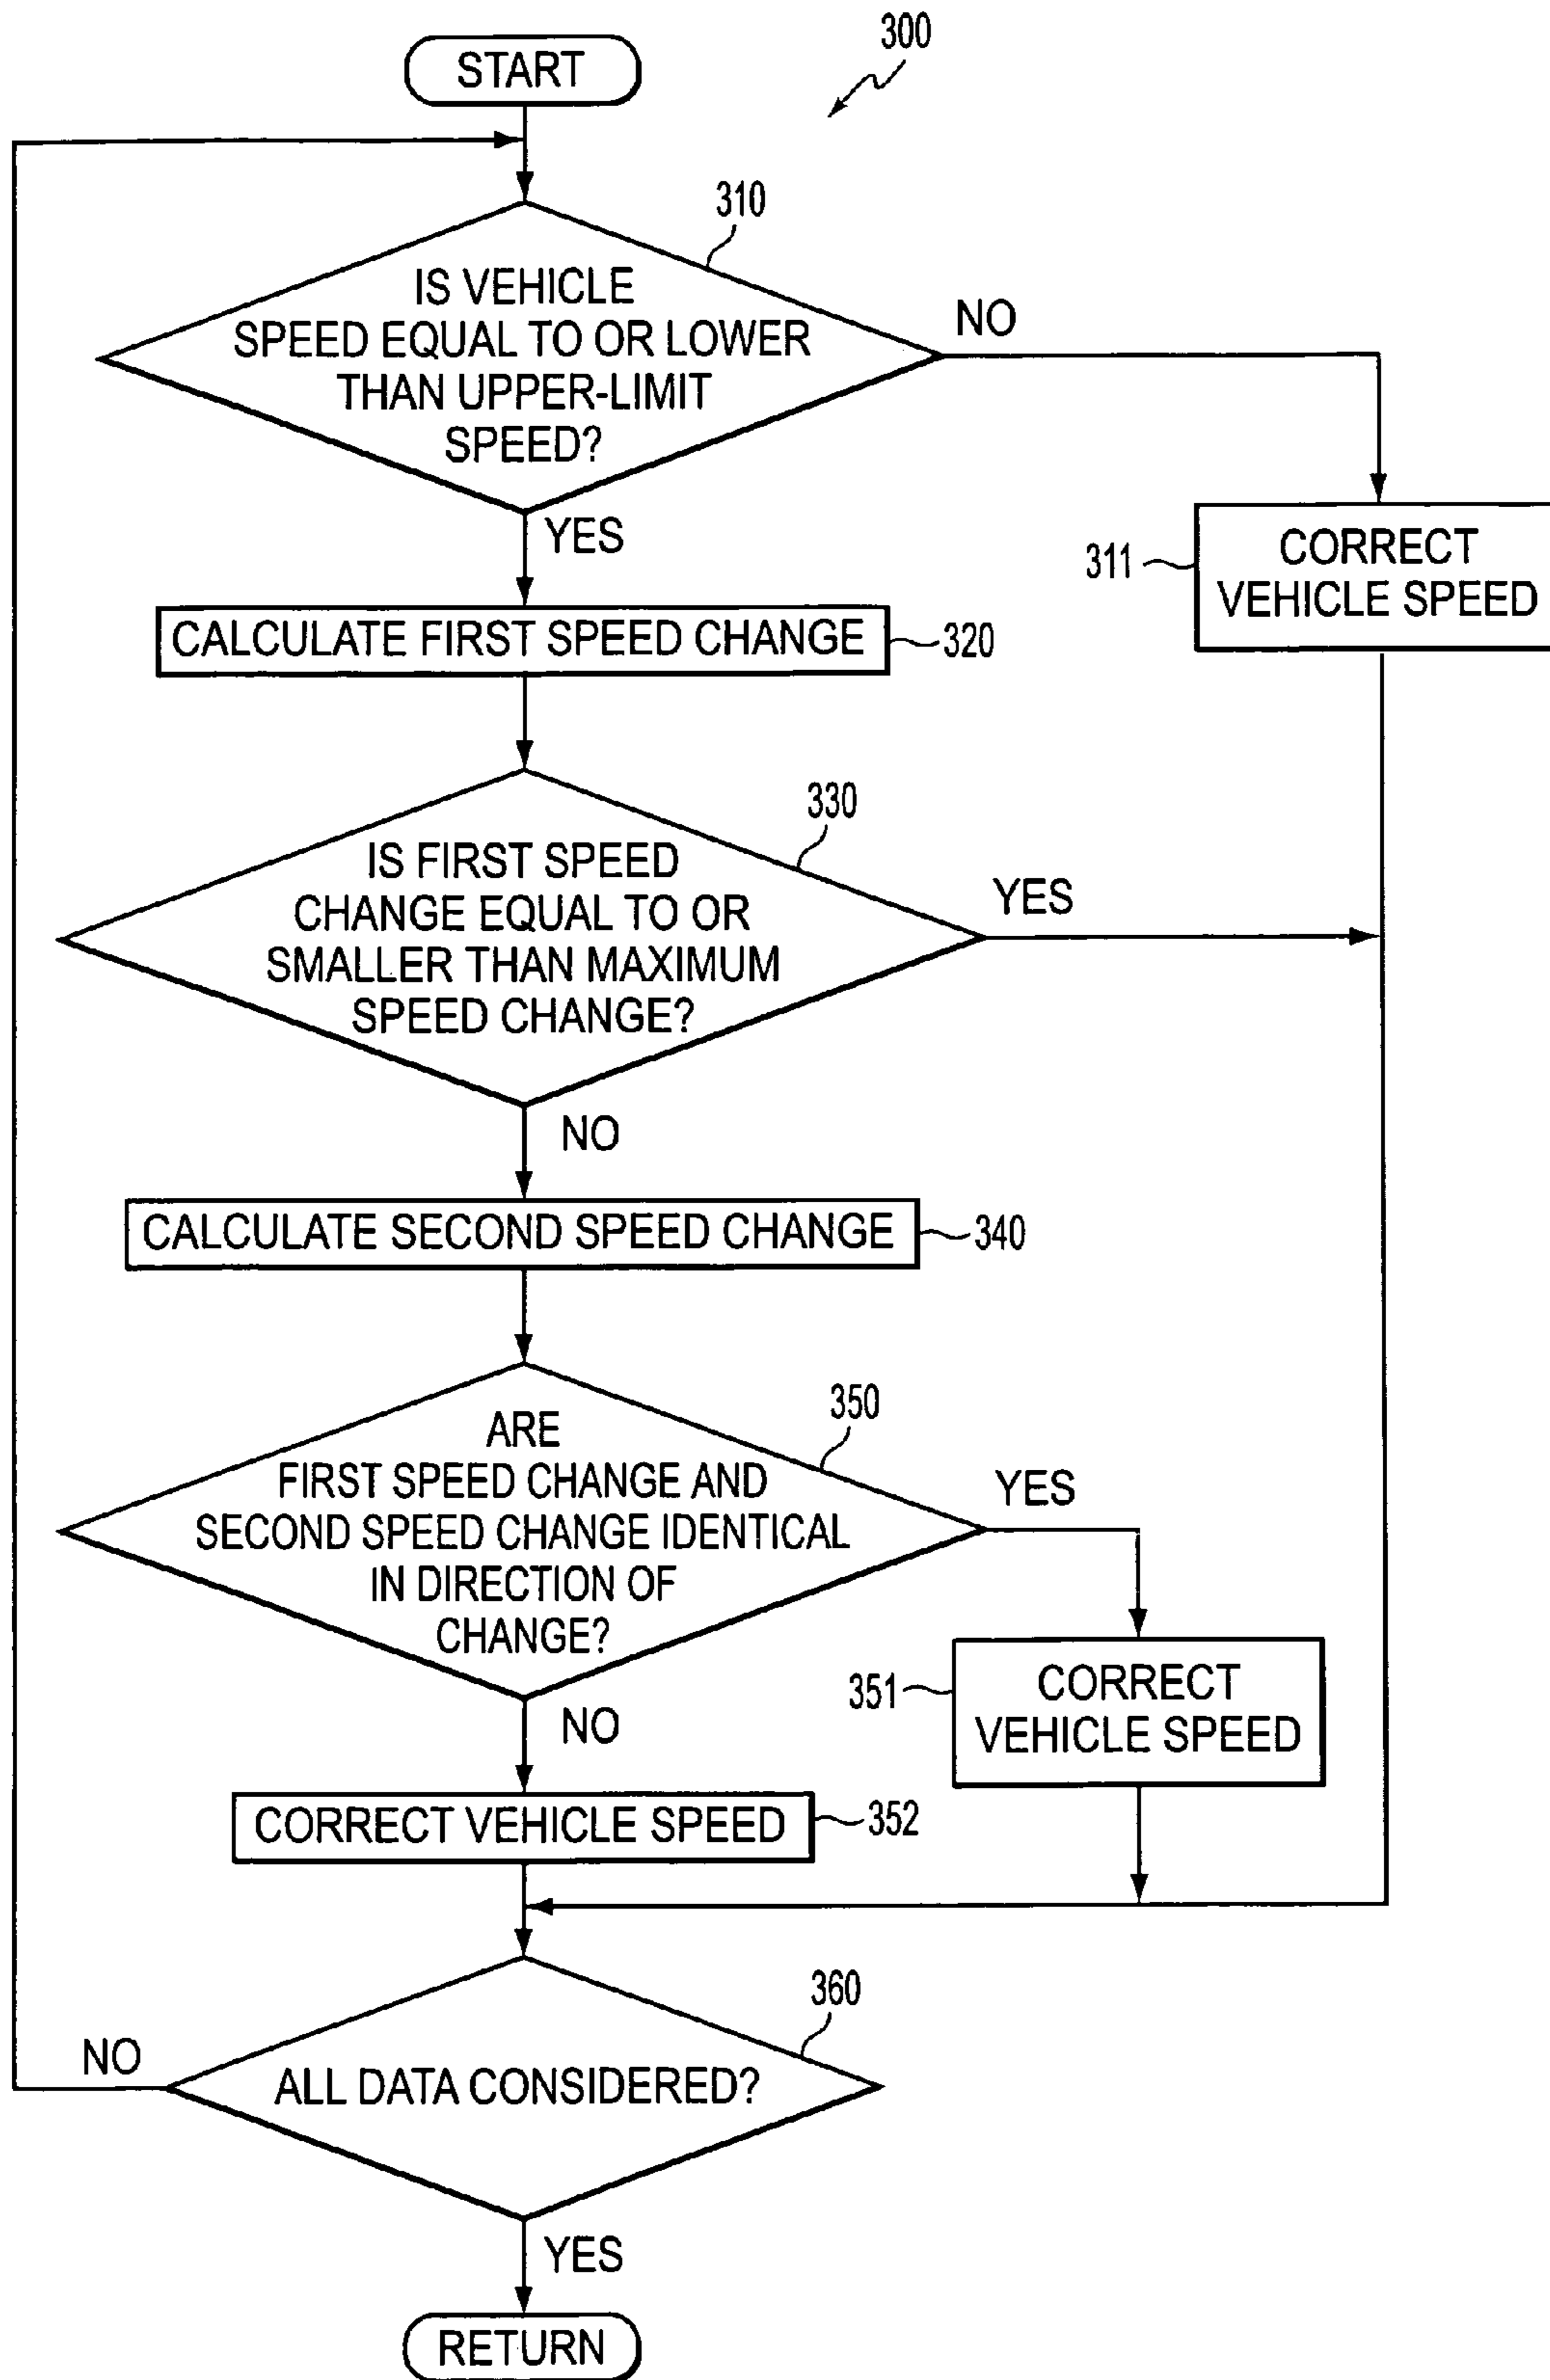 START
300
310
IS VEHICLE
SPEED EQUAL TO OR LOWER
THAN UPPER-LIMIT
SPEED?
NO
YES
311
CORRECT
VEHICLE SPEED
CALCULATE FIRST SPEED CHANGE
320
330
IS FIRST SPEED
CHANGE EQUAL TO OR
SMALLER THAN MAXIMUM
SPEED CHANGE?
YES
NO
CALCULATE SECOND SPEED CHANGE
340
350
ARE
FIRST SPEED CHANGE AND
SECOND SPEED CHANGE IDENTICAL
IN DIRECTION OF
CHANGE?
YES
NO
351
CORRECT
VEHICLE SPEED
CORRECT VEHICLE SPEED
352
360
ALL DATA CONSIDERED?
NO
YES
RETURN